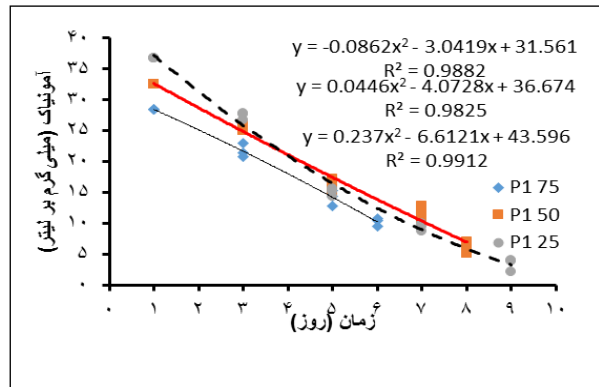 ۴۰
۳۵
۳۰
۲۵
۲۰
۱۵
۱۰
۵
۰
آمونیاک (میلی‌گرم بر لیتر)
y = -0.0862x² - 3.0419x + 31.561
R² = 0.9882
y = 0.0446x² - 4.0728x + 36.674
R² = 0.9825
y = 0.237x² - 6.6121x + 43.596
R² = 0.9912
P1 75
P1 50
P1 25
۰ ۱ ۲ ۳ ۴ ۵ ۶ ۷ ۸ ۹ ۱۰
زمان (روز)